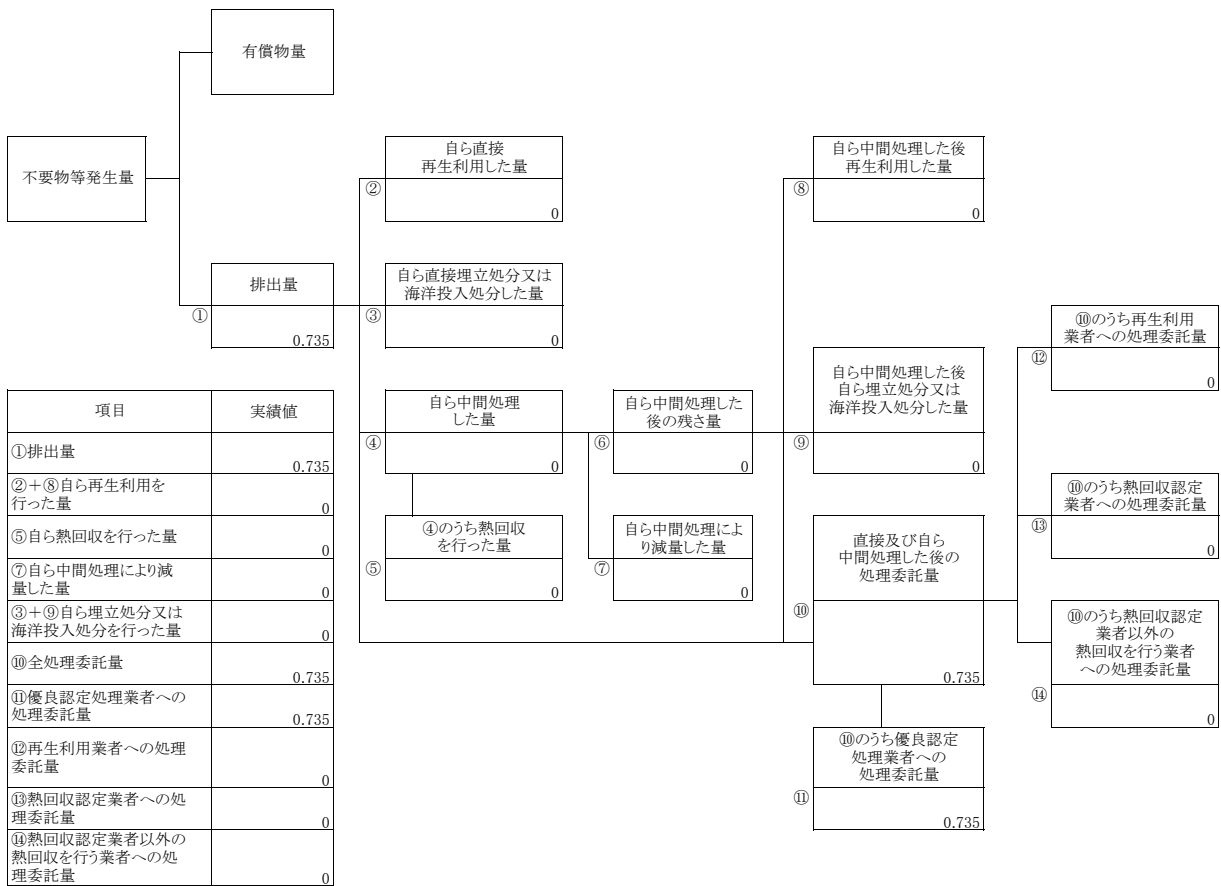 有償物量
不要物等発生量
自ら直接
再生利用した量
②
0
自ら中間処理した後
再生利用した量
⑧
0
排出量
①
0.735
自ら直接埋立処分又は
海洋投入処分した量
③
0
⑩のうち再生利用
業者への処理委託量
⑫
0
自ら中間処理
した量
④
0
自ら中間処理した
後の残さ量
⑥
0
自ら中間処理した後
自ら埋立処分又は
海洋投入処分した量
⑨
0
⑩のうち熱回収認定
業者への処理委託量
⑬
0
④のうち熱回収
を行った量
⑤
0
自ら中間処理によ
り減量した量
⑦
0
直接及び自ら
中間処理した後の
処理委託量
⑩
0.735
⑩のうち熱回収認定
業者以外の
熱回収を行う業者
への処理委託量
⑭
0
⑩のうち優良認定
処理業者への
処理委託量
⑪
0.735
項目 実績値
①排出量
0.735
②+⑧自ら再生利用を
行った量
0
⑤自ら熱回収を行った量
0
⑦自ら中間処理により減
量した量
0
③+⑨自ら埋立処分又は
海洋投入処分を行った量
0
⑩全処理委託量
0.735
⑪優良認定処理業者への
処理委託量
0.735
⑫再生利用業者への処理
委託量
0
⑬熱回収認定業者への処
理委託量
0
⑭熱回収認定業者以外の
熱回収を行う業者への処
理委託量
0